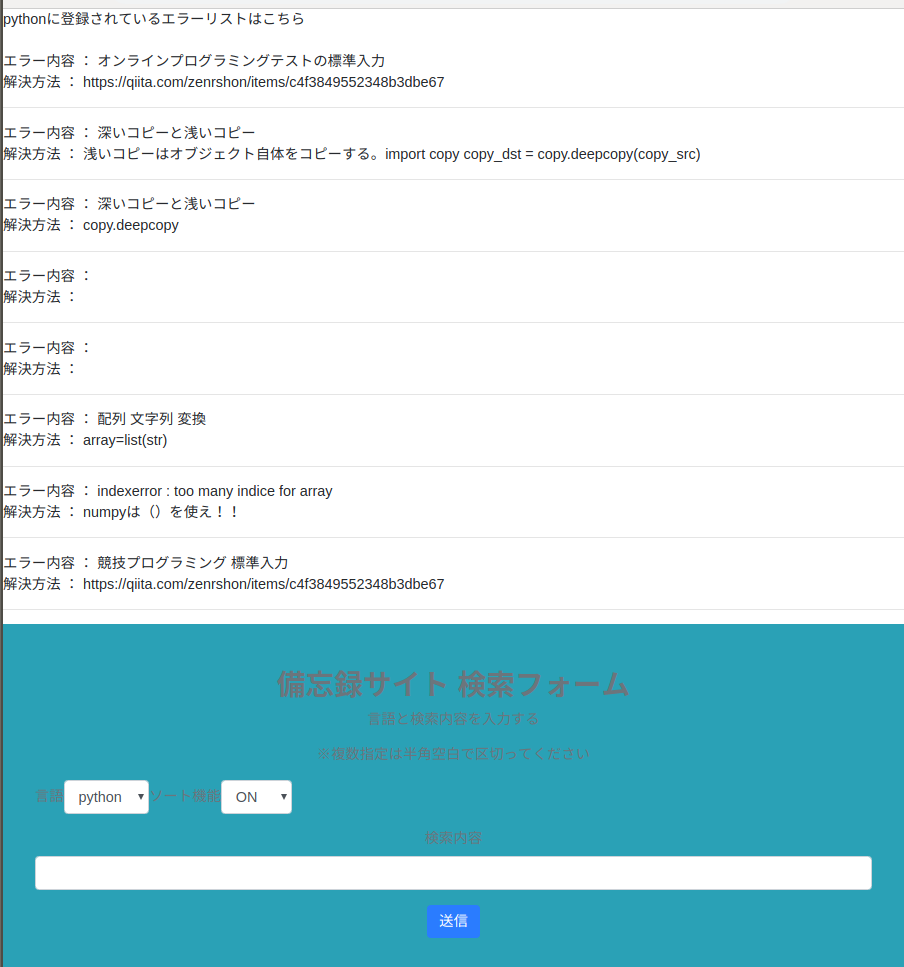 pythonに登録されているエラーリストはこちら
エラー内容 ： オンラインプログラミングテストの標準入力
解決方法 ： https://qiita.com/zenrshon/items/c4f3849552348b3dbe67
エラー内容 ： 深いコピーと浅いコピー
解決方法 ： 浅いコピーはオブジェクト自体をコピーする。import copy copy_dst = copy.deepcopy(copy_src)
エラー内容 ： 深いコピーと浅いコピー
解決方法 ： copy.deepcopy
エラー内容 ：
解決方法 ：
エラー内容 ：
解決方法 ：
エラー内容 ： 配列 文字列 変換
解決方法 ： array=list(str)
エラー内容 ： indexerror : too many indice for array
解決方法 ： numpyは（）を使え！！
エラー内容 ： 競技プログラミング 標準入力
解決方法 ： https://qiita.com/zenrshon/items/c4f3849552348b3dbe67
備忘録サイト 検索フォーム
言語と検索内容を入力する
※複数指定は半角空白で区切ってください
言語 python ソート機能 ON
検索内容
送信